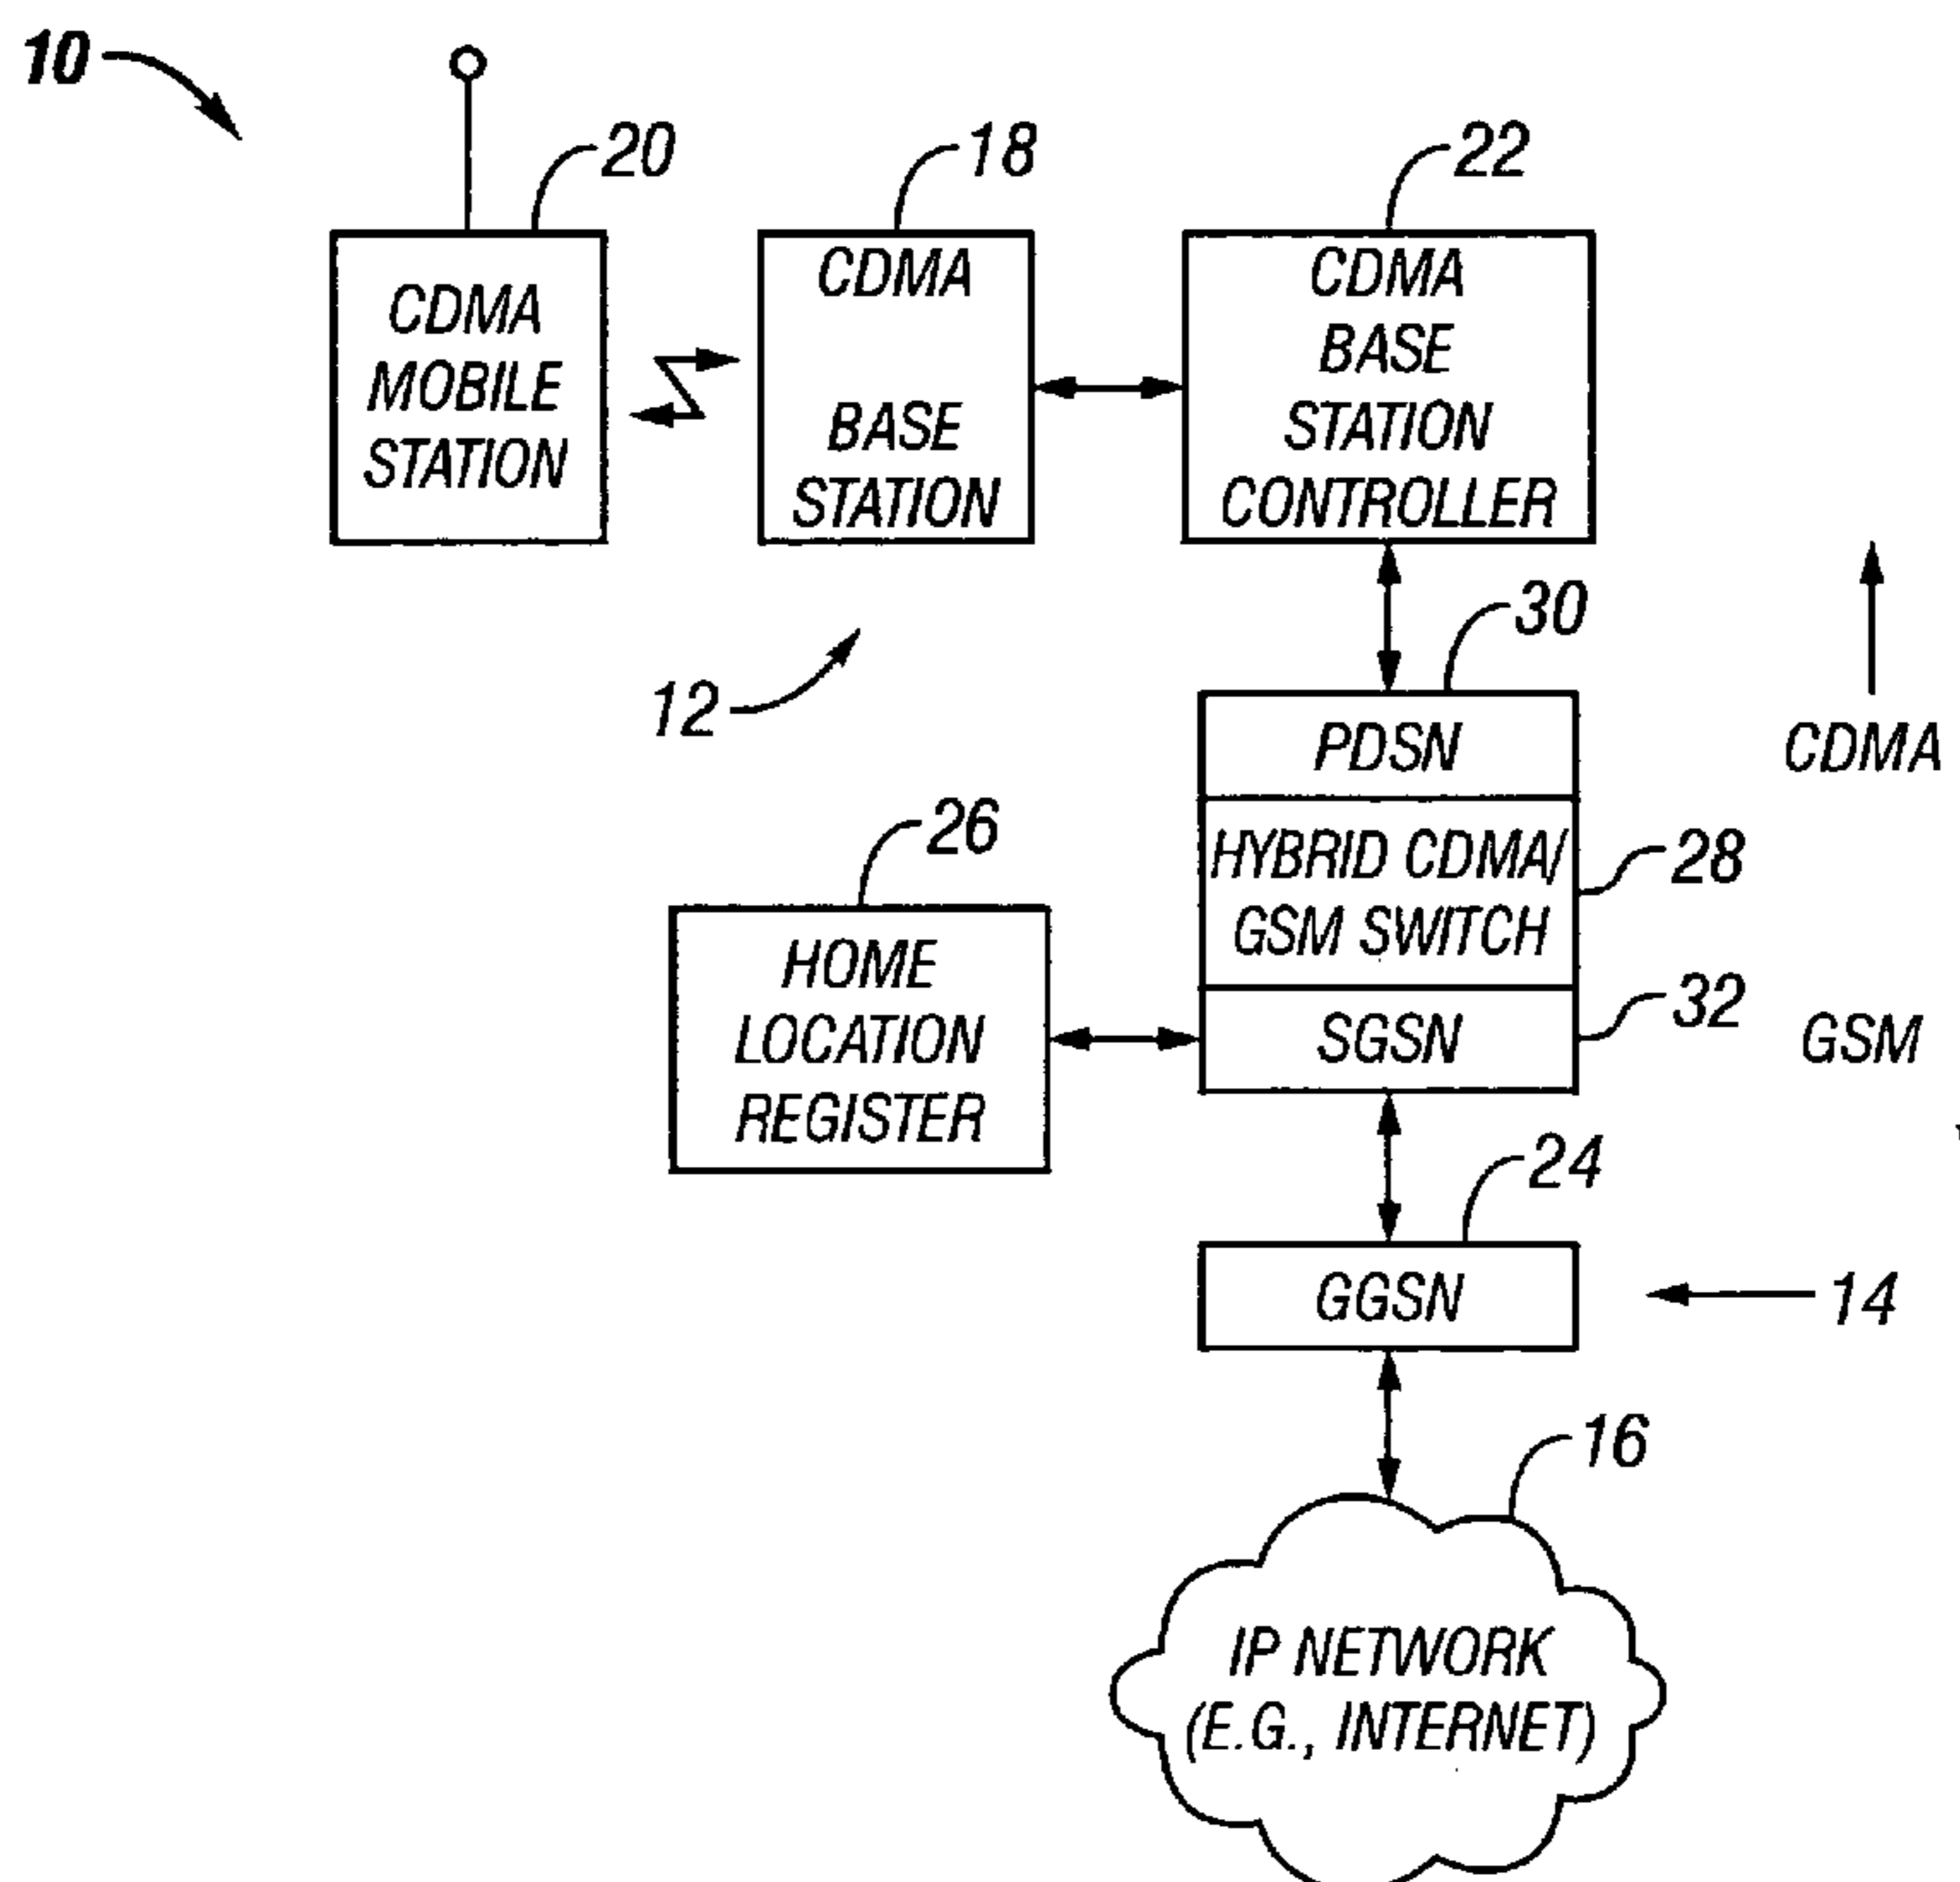 10
20
18
22
CDMA
MOBILE
STATION
CDMA
BASE
STATION
CDMA
BASE
STATION
CONTROLLER
12
30
PDSN
CDMA
26
HYBRID CDMA/
GSM SWITCH
28
HOME
LOCATION
REGISTER
SGSN
32
GSM
24
GGSN
14
16
IP NETWORK
(E.G., INTERNET)